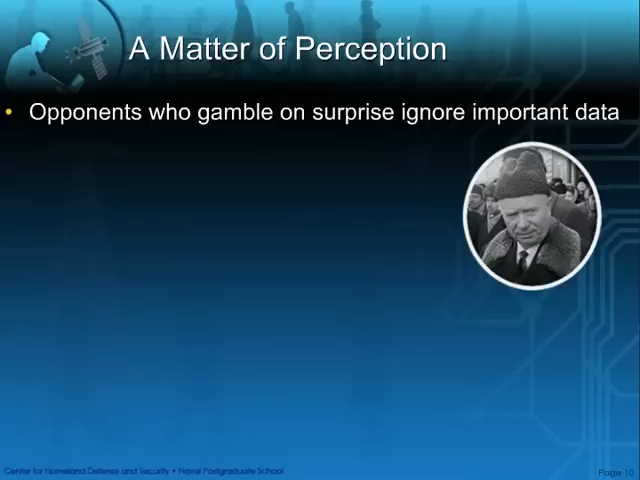 A Matter of Perception
• Opponents who gamble on surprise ignore important data
Center for Homeland Defense and Security • Naval Postgraduate School
Page 10